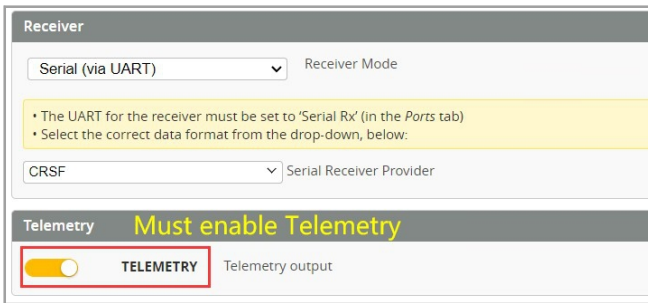 Receiver
Serial (via UART) Receiver Mode
• The UART for the receiver must be set to ‘Serial Rx’ (in the Ports tab)
• Select the correct data format from the drop-down, below:
CRSF Serial Receiver Provider
Telemetry Must enable Telemetry
TELEMETRY Telemetry output